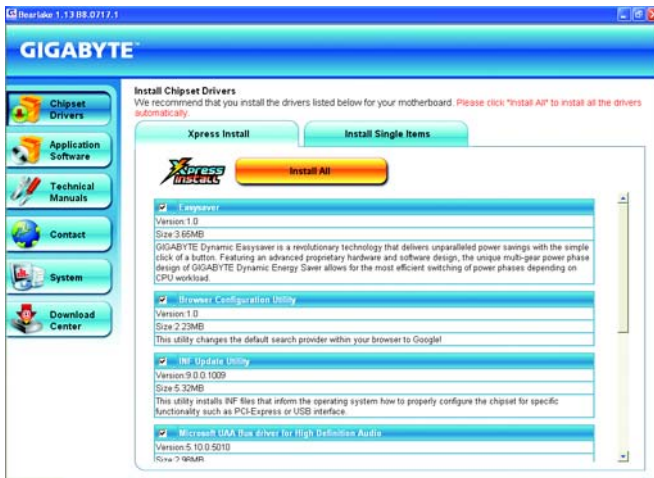 Bearlake 1.13 B8.0717.1
GIGABYTE™
Chipset
Drivers
Application
Software
Technical
Manuals
Contact
System
Download
Center
Install Chipset Drivers
We recommend that you install the drivers listed below for your motherboard. Please click "Install All" to install all the drivers
automatically.
Xpress Install
Install Single Items
Xpress
INSTALL
Install All
Easysaver
Version:1.0
Size:3.65MB
GIGABYTE Dynamic Easysaver is a revolutionary technology that delivers unparalleled power savings with the simple
click of a button. Featuring an advanced proprietary hardware and software design, the unique multi-gear power phase
design of GIGABYTE Dynamic Energy Saver allows for the most efficient switching of power phases depending on
CPU workload.
Browser Configuration Utility
Version:1.0
Size:2.23MB
This utility changes the default search provider within your browser to Google!
INF Update Utility
Version:9.0.0.1009
Size:5.32MB
This utility installs INF files that inform the operating system how to properly configure the chipset for specific
functionality such as PCI-Express or USB interface.
Microsoft UAA Bus driver for High Definition Audio
Version:5.10.0.5010
Size:2.98MB